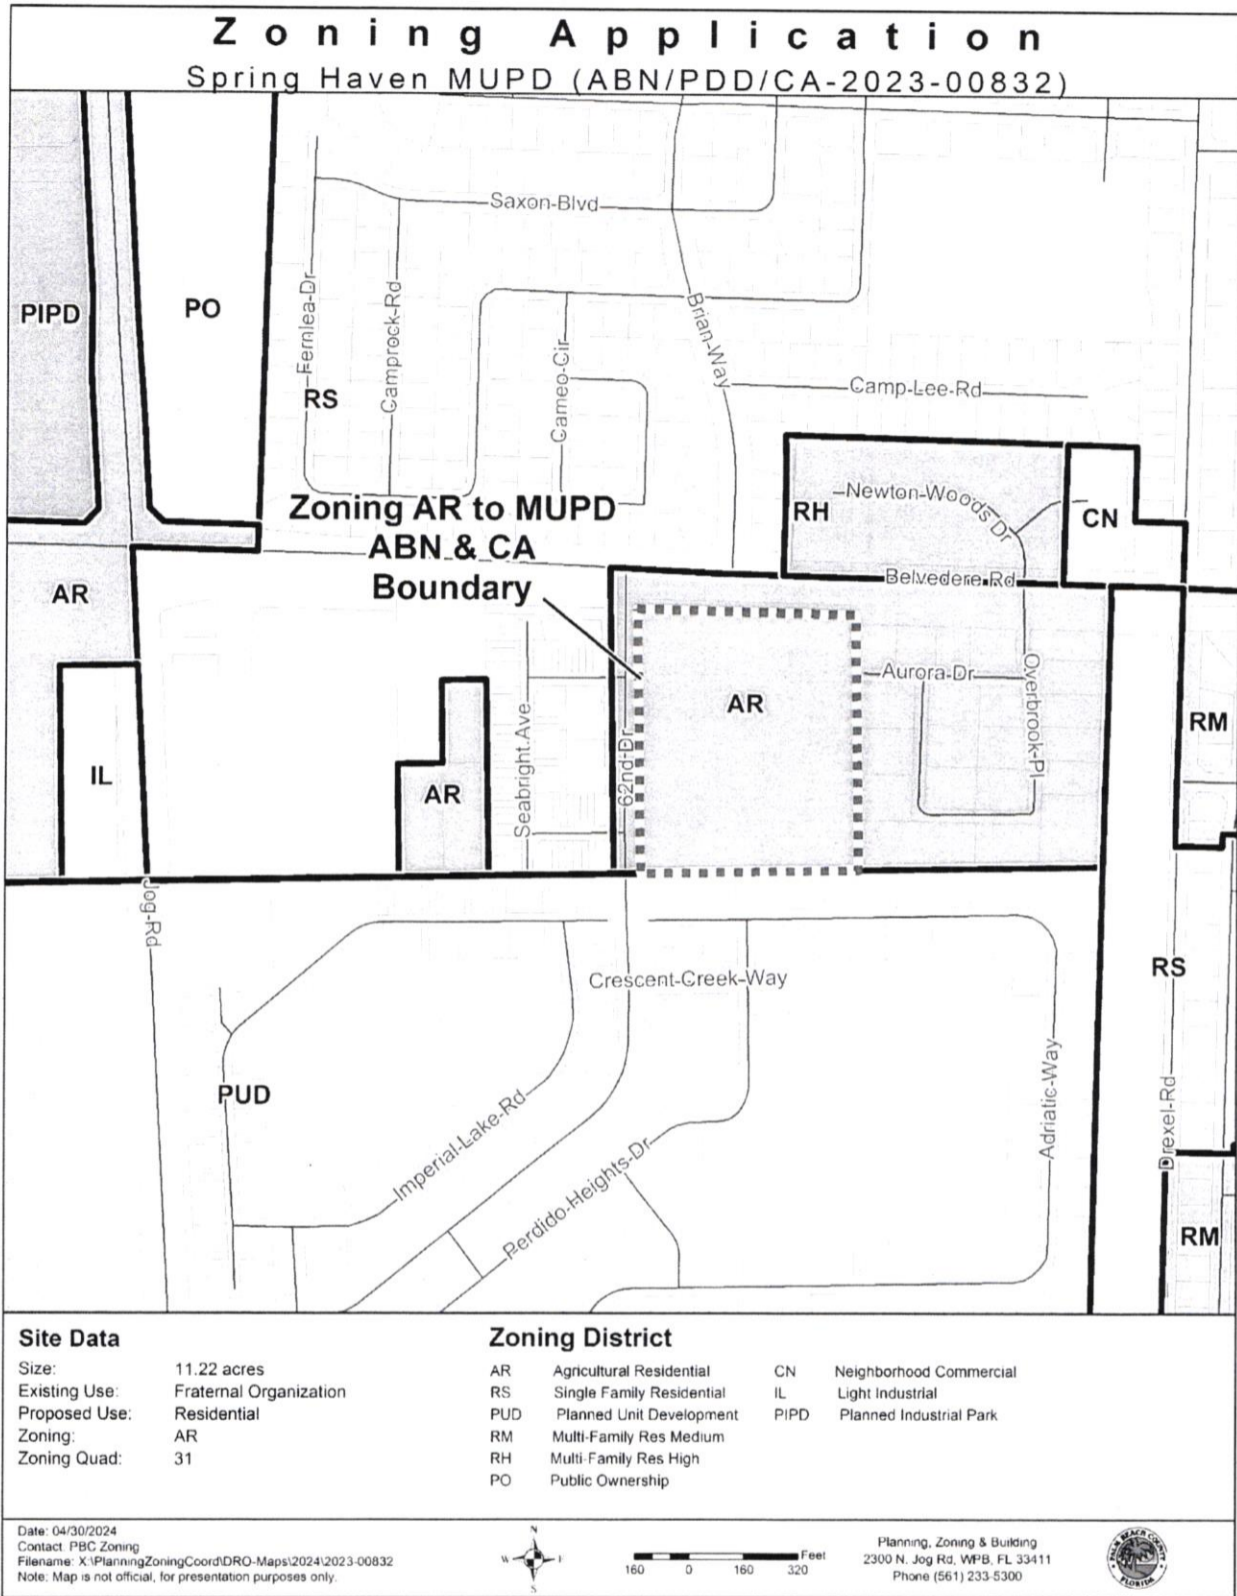 Zoning Application
Spring Haven MUPD (ABN/PDD/CA-2023-00832)
Saxon-Blvd
PIPD
PO
Fernlea-Dr
Camprock-Rd
RS
Cameo-Cir
Brian-Way
Camp-Lee-Rd
Zoning AR to MUPD
ABN & CA
Boundary
RH
Newton-Woods Dr
CN
Belvedere Rd
AR
AR
Aurora-Dr
Overbrook-Pl
RM
IL
AR
Seabright Ave
62nd-Dr
Jog-Rd
Crescent-Creek-Way
RS
PUD
Imperial-Lake-Rd
Perdido-Heights-Dr
Adriatic-Way
Drexel-Rd
RM
Site Data
Size: 11.22 acres
Existing Use: Fraternal Organization
Proposed Use: Residential
Zoning: AR
Zoning Quad: 31
Zoning District
AR Agricultural Residential
RS Single Family Residential
PUD Planned Unit Development
RM Multi-Family Res Medium
RH Multi-Family Res High
PO Public Ownership
CN Neighborhood Commercial
IL Light Industrial
PIPD Planned Industrial Park
Date: 04/30/2024
Contact: PBC Zoning
Filename: X:\PlanningZoningCoord\DRO-Maps\2024\2023-00832
Note: Map is not official, for presentation purposes only.
N
W E
S
160 0 160 320 Feet
Planning, Zoning & Building
2300 N. Jog Rd, WPB, FL 33411
Phone (561) 233-5300
PALM BEACH COUNTY
FLORIDA